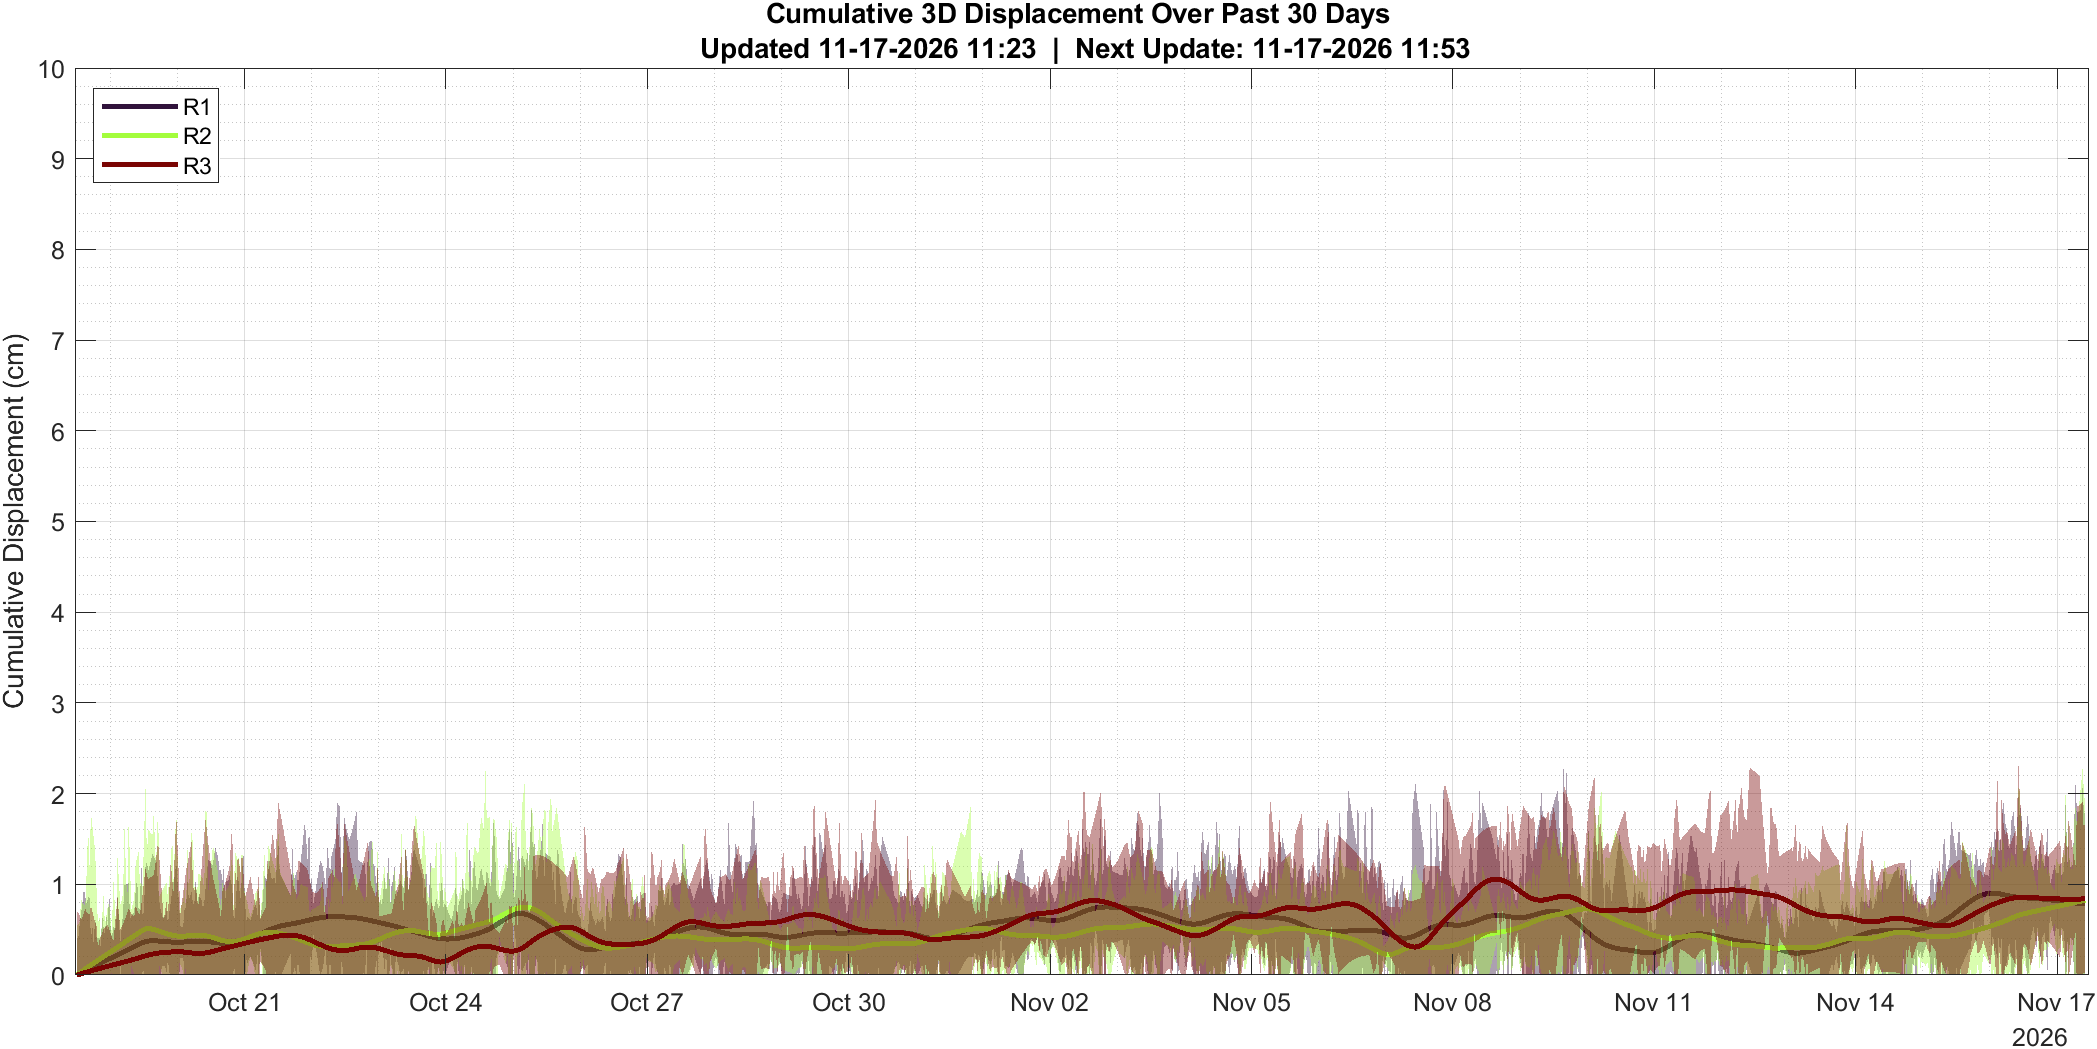 Cumulative 3D Displacement Over Past 30 Days
Updated 11-17-2026 11:23 | Next Update: 11-17-2026 11:53
R1
R2
R3
Cumulative Displacement (cm)
10
9
8
7
6
5
4
3
2
1
0
Oct 21 Oct 24 Oct 27 Oct 30 Nov 02 Nov 05 Nov 08 Nov 11 Nov 14 Nov 17
2026